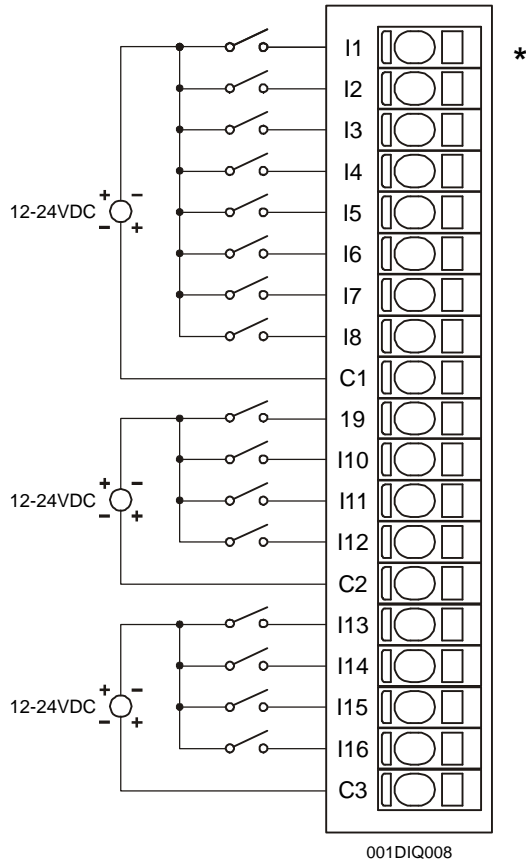 I1
*
I2
I3
I4
+ −
12-24VDC
− +
I5
I6
I7
I8
C1
19
I10
+ −
12-24VDC
− +
I11
I12
C2
I13
I14
+ −
12-24VDC
− +
I15
I16
C3
001DIQ008